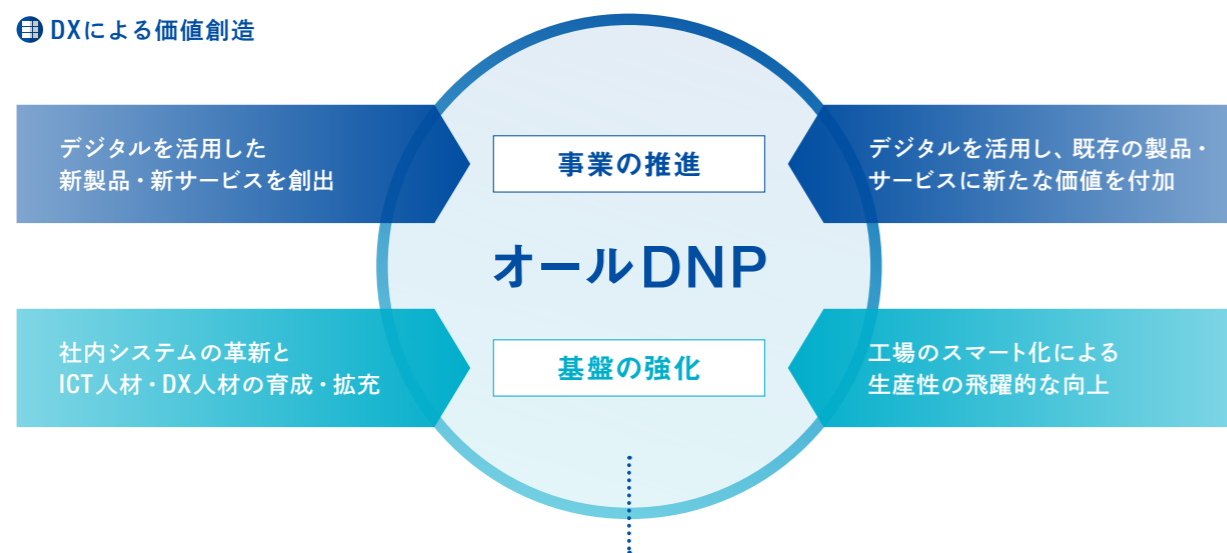 DXによる価値創造
デジタルを活用した
新製品・新サービスを創出
事業の推進
デジタルを活用し、既存の製品・
サービスに新たな価値を付加
オールDNP
社内システムの革新と
ICT人材・DX人材の育成・拡充
基盤の強化
工場のスマート化による
生産性の飛躍的な向上